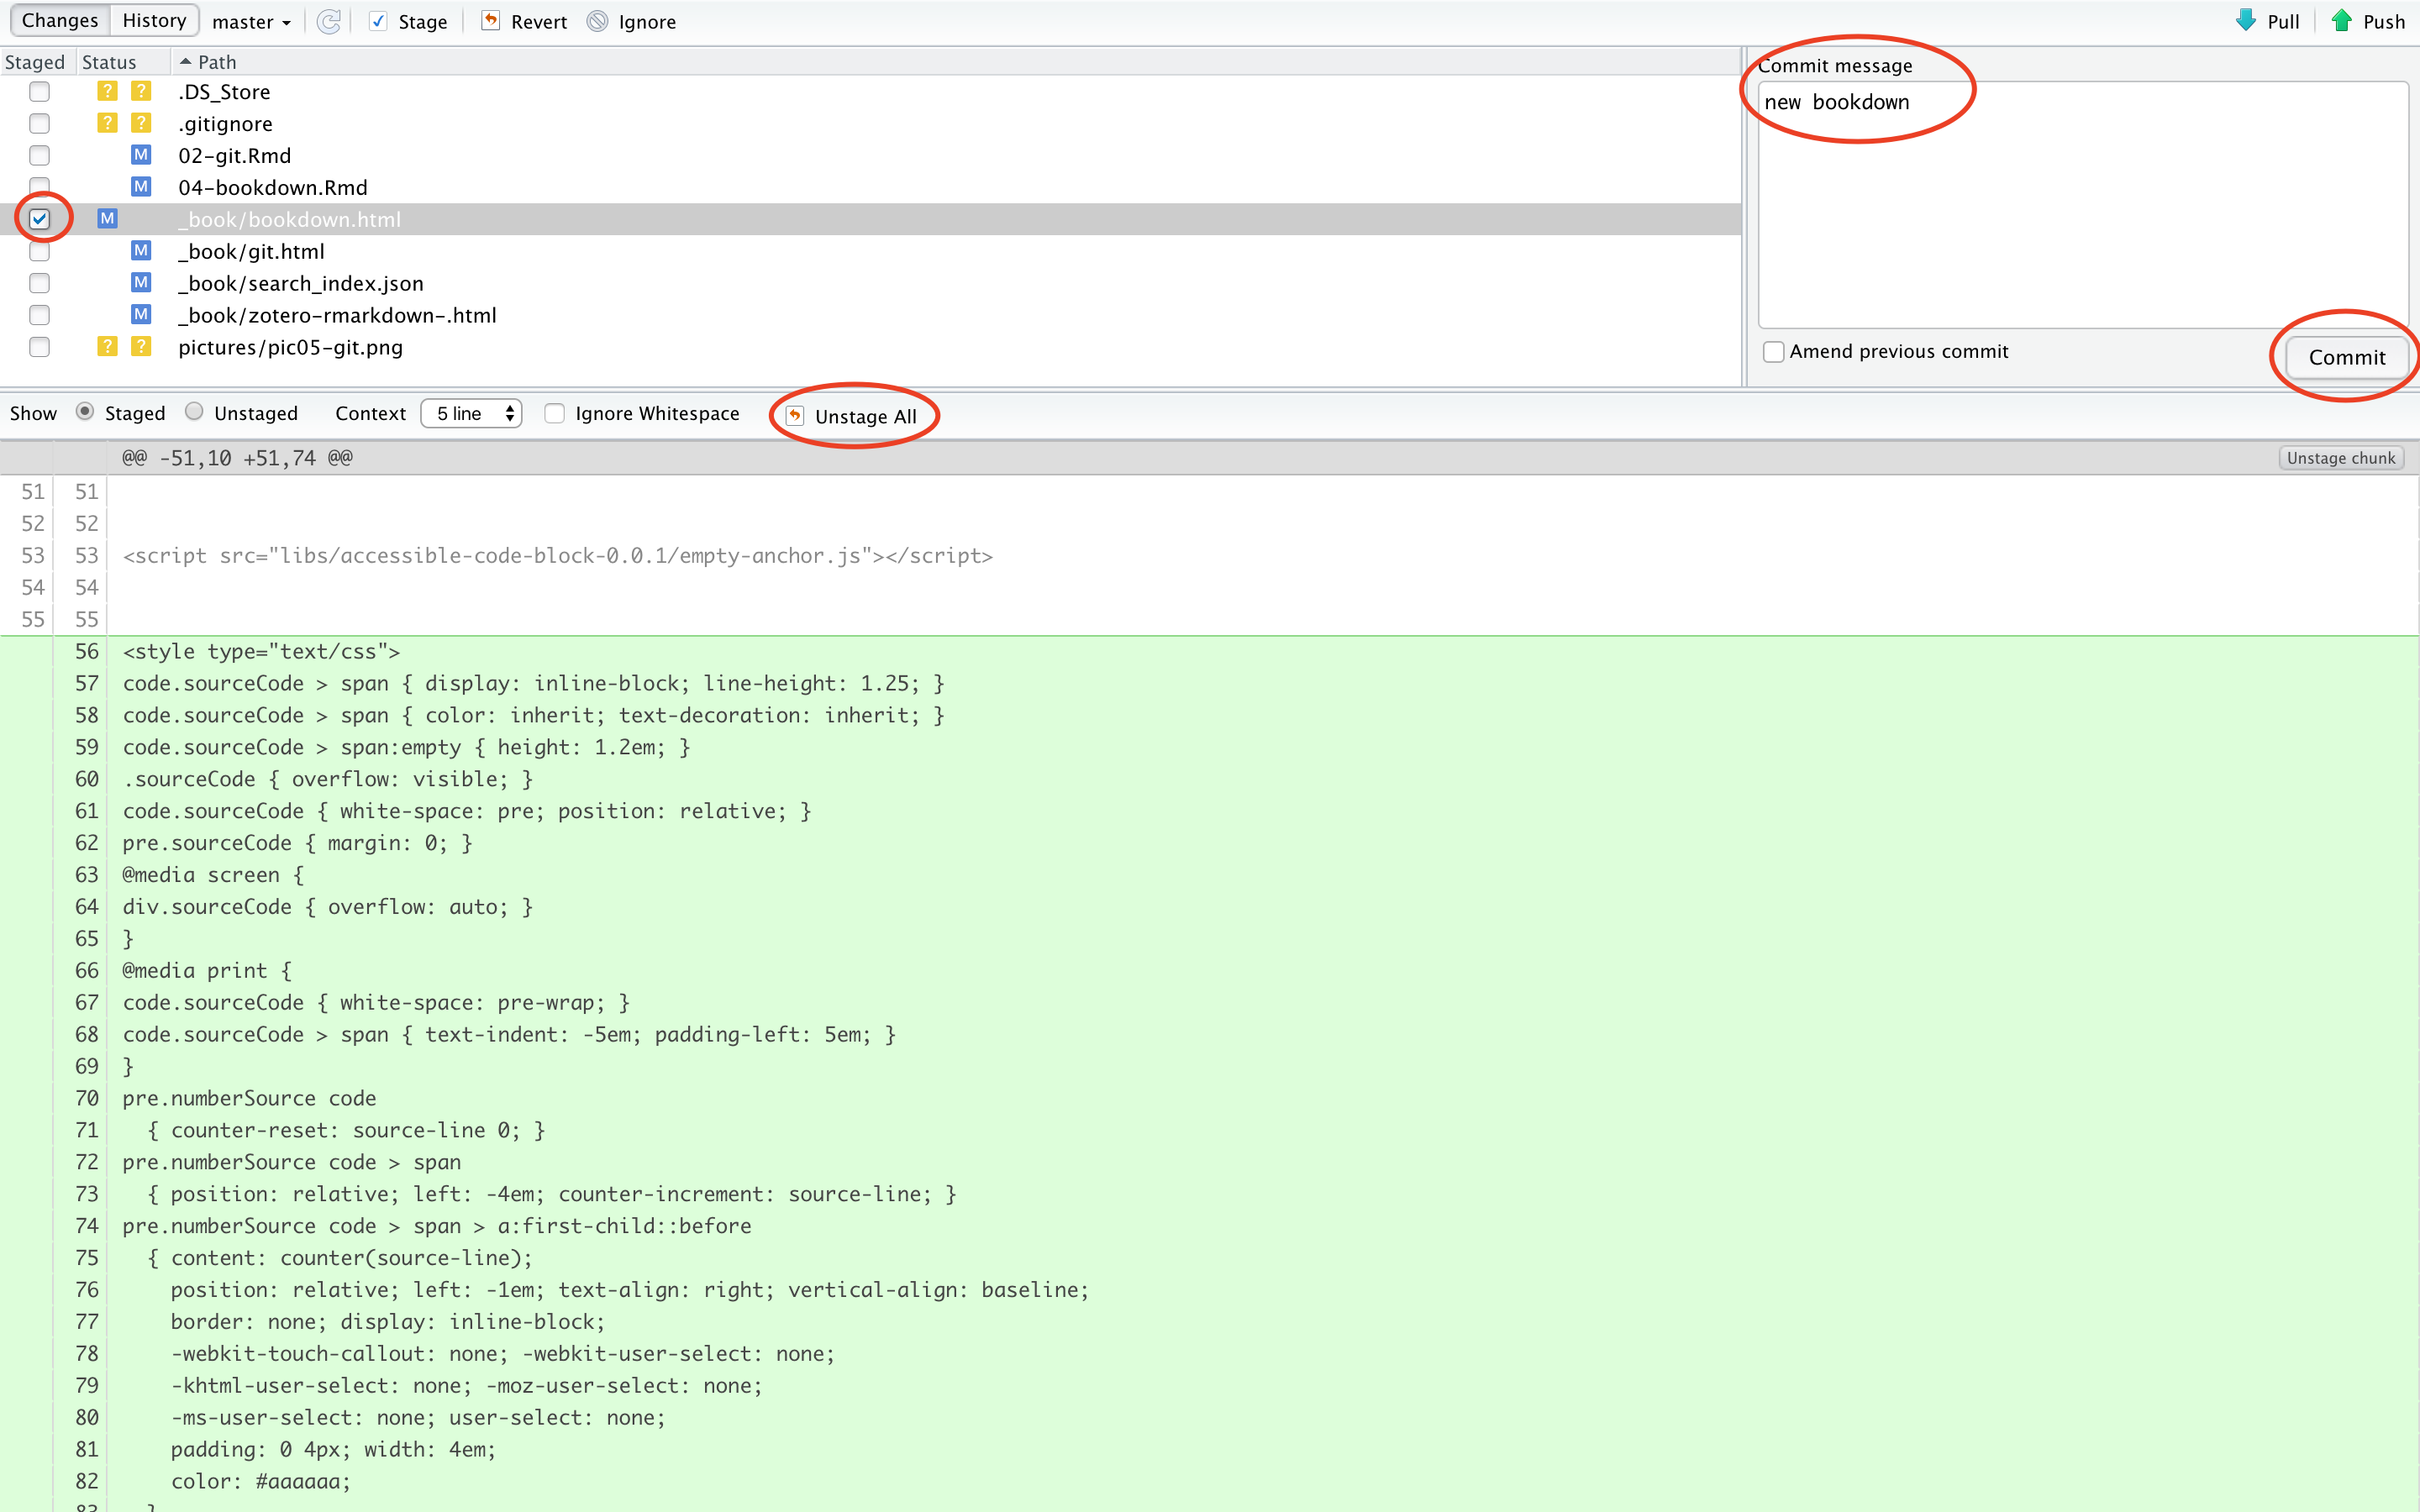 Changes History master Stage Revert Ignore Pull Push
Staged Status Path
? ? .DS_Store
? ? .gitignore
M 02-git.Rmd
M 04-bookdown.Rmd
M _book/bookdown.html
M _book/git.html
M _book/search_index.json
M _book/zotero-rmarkdown-.html
? ? pictures/pic05-git.png
Commit message
new bookdown
Amend previous commit Commit
Show Staged Unstaged Context 5 line Ignore Whitespace Unstage All
@@ -51,10 +51,74 @@ Unstage chunk
51 51
52 52
53 53 <script src="libs/accessible-code-block-0.0.1/empty-anchor.js"></script>
54 54
55 55
56 <style type="text/css">
57 code.sourceCode > span { display: inline-block; line-height: 1.25; }
58 code.sourceCode > span { color: inherit; text-decoration: inherit; }
59 code.sourceCode > span:empty { height: 1.2em; }
60 .sourceCode { overflow: visible; }
61 code.sourceCode { white-space: pre; position: relative; }
62 pre.sourceCode { margin: 0; }
63 @media screen {
64 div.sourceCode { overflow: auto; }
65 }
66 @media print {
67 code.sourceCode { white-space: pre-wrap; }
68 code.sourceCode > span { text-indent: -5em; padding-left: 5em; }
69 }
70 pre.numberSource code
71 { counter-reset: source-line 0; }
72 pre.numberSource code > span
73 { position: relative; left: -4em; counter-increment: source-line; }
74 pre.numberSource code > span > a:first-child::before
75 { content: counter(source-line);
76 position: relative; left: -1em; text-align: right; vertical-align: baseline;
77 border: none; display: inline-block;
78 -webkit-touch-callout: none; -webkit-user-select: none;
79 -khtml-user-select: none; -moz-user-select: none;
80 -ms-user-select: none; user-select: none;
81 padding: 0 4px; width: 4em;
82 color: #aaaaaa;
83 }